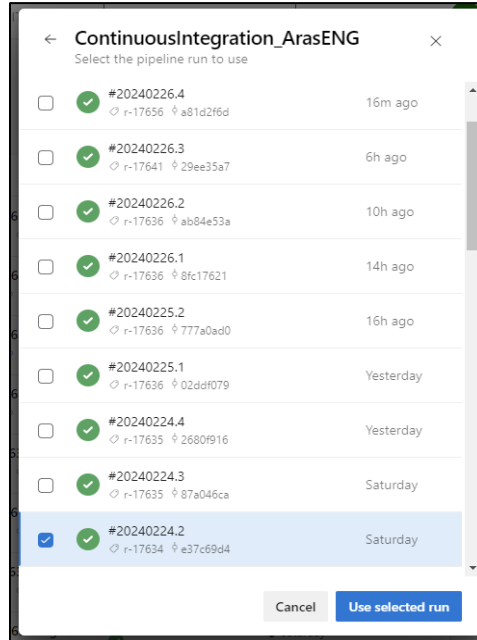 ContinuousIntegration_ArasENG
Select the pipeline run to use
#20240226.4
r-17656 a81d2f6d
16m ago
#20240226.3
r-17641 29ee35a7
6h ago
#20240226.2
r-17636 ab84e53a
10h ago
#20240226.1
r-17636 8fc17621
14h ago
#20240225.2
r-17636 777a0ad0
16h ago
#20240225.1
r-17636 02ddf079
Yesterday
#20240224.4
r-17635 2680f916
Yesterday
#20240224.3
r-17635 87a046ca
Saturday
#20240224.2
r-17634 e37c69d4
Saturday
Cancel
Use selected run